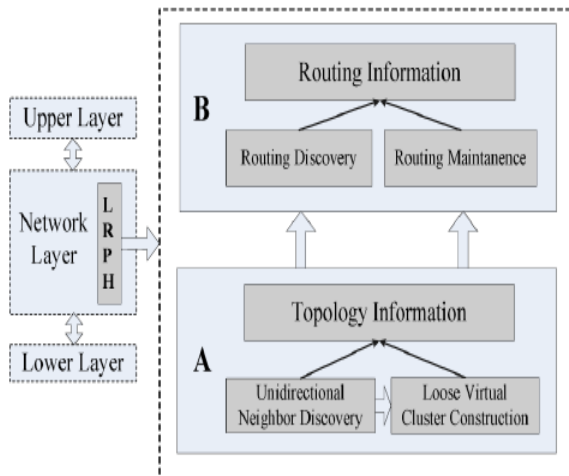 Routing Information
B
Upper Layer
Routing Discovery
Routing Maintanence
Network
Layer
L
R
P
H
Topology Information
Lower Layer
A
Unidirectional
Neighbor Discovery
Loose Virtual
Cluster Construction